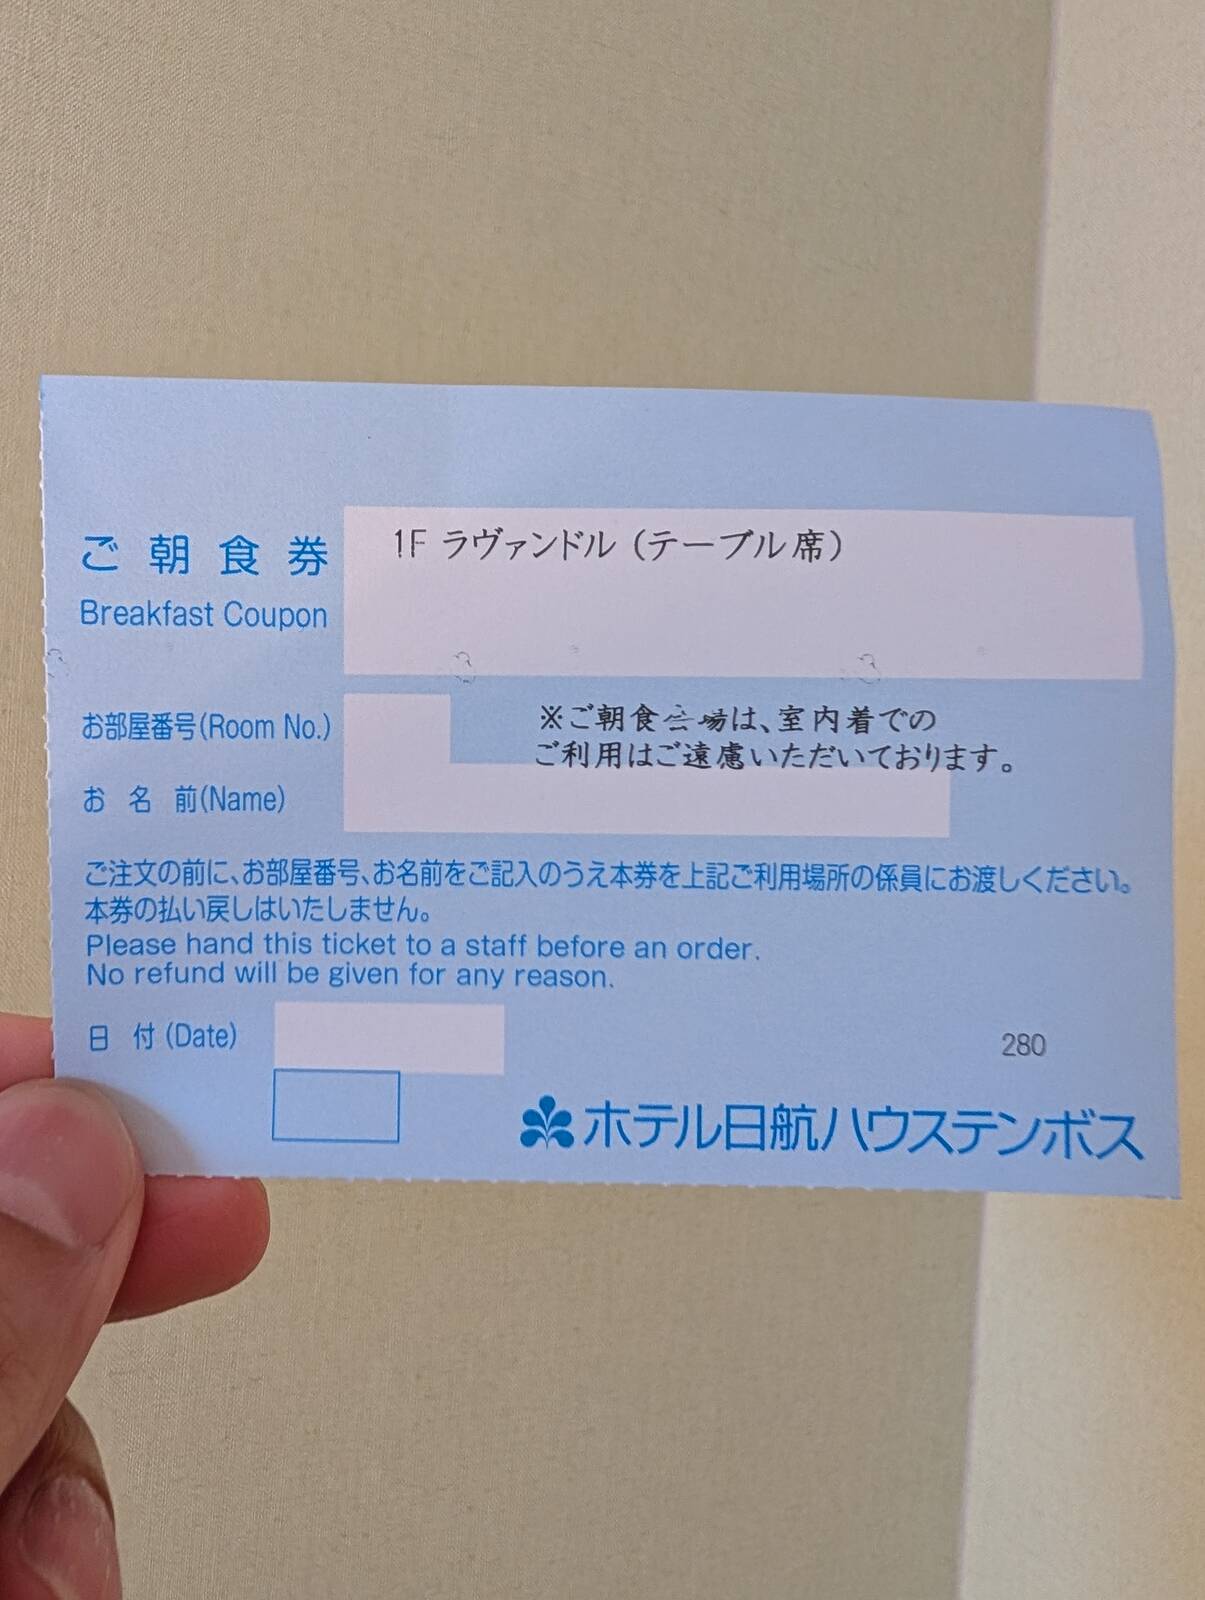 ご朝食券
Breakfast Coupon
1F ラヴァンドル(テーブル席)
お部屋番号(Room No.)
※ご朝食会場は、室内着での
ご利用はご遠慮いただいております。
お名前(Name)
ご注文の前に、お部屋番号、お名前をご記入のうえ本券を上記ご利用場所の係員にお渡しください。
本券の払い戻しはいたしません。
Please hand this ticket to a staff before an order.
No refund will be given for any reason.
日付(Date)
280
ホテル日航ハウステンボス